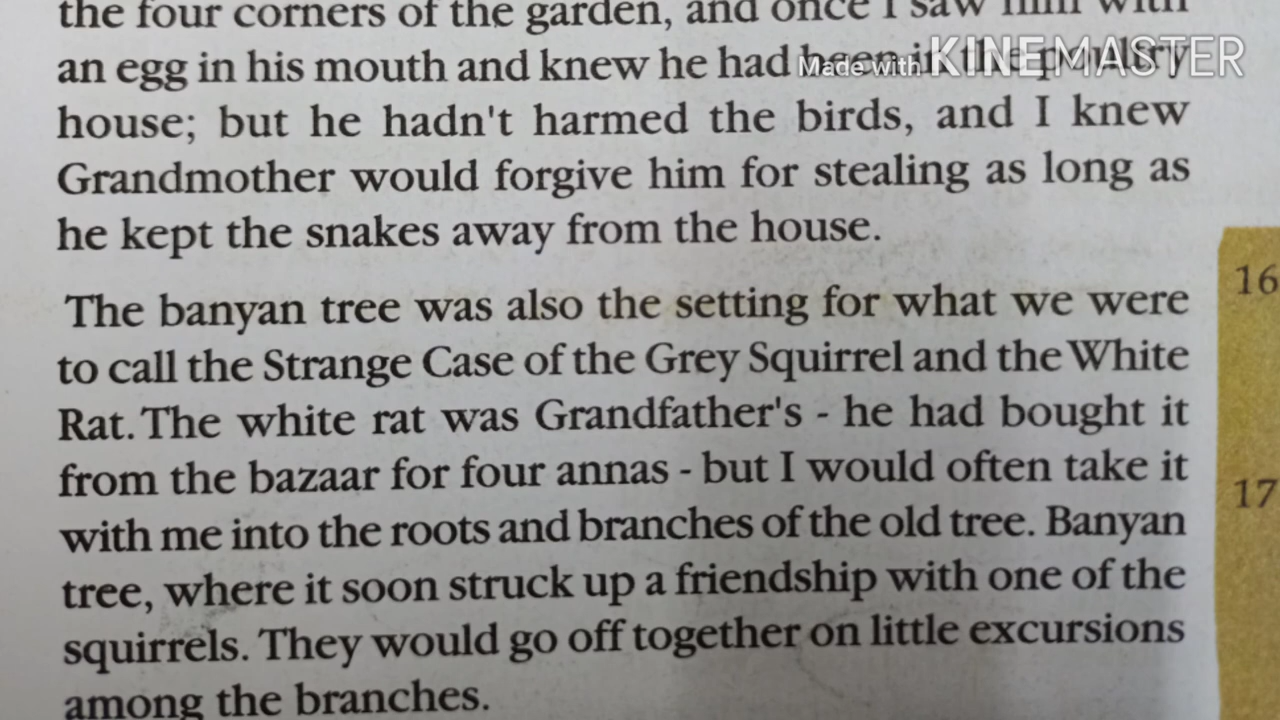 the four corners of the garden, and once I saw him with
an egg in his mouth and knew he had been in the poultry
Made with KINEMASTER
house; but he hadn't harmed the birds, and I knew
Grandmother would forgive him for stealing as long as
he kept the snakes away from the house.
The banyan tree was also the setting for what we were
to call the Strange Case of the Grey Squirrel and the White
Rat. The white rat was Grandfather's - he had bought it
from the bazaar for four annas - but I would often take it
with me into the roots and branches of the old tree. Banyan
tree, where it soon struck up a friendship with one of the
squirrels. They would go off together on little excursions
among the branches.
16
17